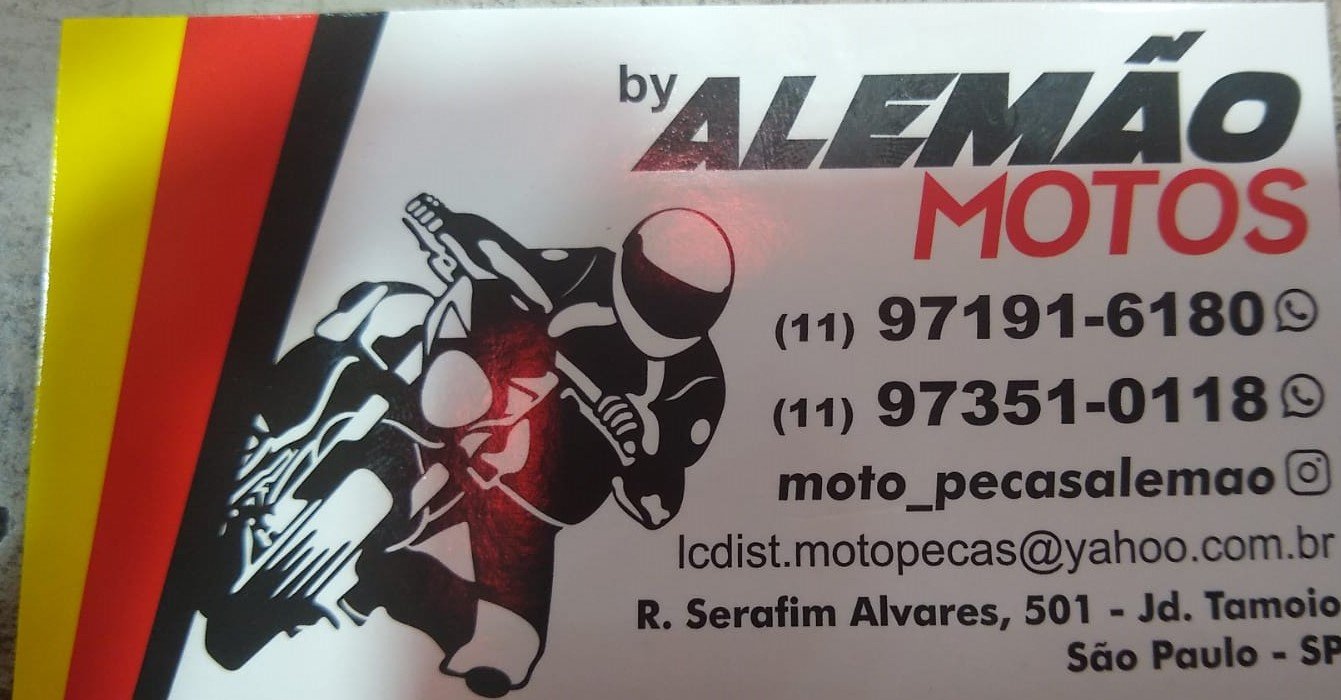 by ALEMÃO
MOTOS
(11) 97191-6180
(11) 97351-0118
moto_pecasalemao
lcdist.motopecas@yahoo.com.br
R. Serafim Alvares, 501 - Jd. Tamoio
São Paulo - SP